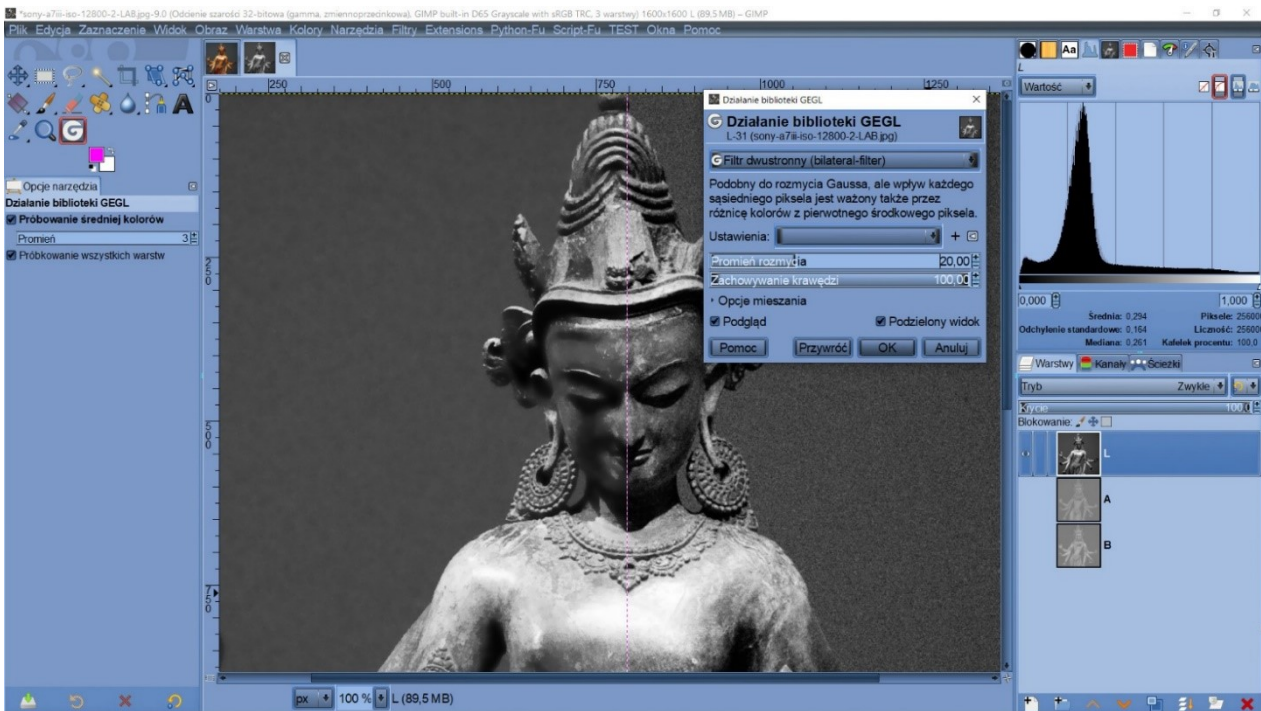 *sony-a7iii-iso-12800-2-LAB.jpg-9.0 (Odcienie szarości 32-bitowa (gamma, zmiennoprzecinkowa), GIMP built-in D65 Grayscale with sRGB TRC, 3 warstwy) 1600x1600 L (89,5 MB) – GIMP
Plik Edycja Zaznaczenie Widok Obraz Warstwa Kolory Narzędzia Filtry Extensions Python-Fu Script-Fu TEST Okna Pomoc
250 500 750 1000 1250
0
250
500
750
Opcje narzędzia
Działanie biblioteki GEGL
Próbowanie średniej kolorów
Promień 3
Próbkowanie wszystkich warstw
Działanie biblioteki GEGL
Działanie biblioteki GEGL
L-31 (sony-a7iii-iso-12800-2-LAB.jpg)
Filtr dwustronny (bilateral-filter)
Podobny do rozmycia Gaussa, ale wpływ każdego
sąsiedniego piksela jest ważony także przez
różnicę kolorów z pierwotnego środkowego piksela.
Ustawienia:
Promień rozmycia 20,00
Zachowywanie krawędzi 100,00
Opcje mieszania
Podgląd Podzielony widok
Pomoc Przywróć OK Anuluj
Aa
L
Wartość
0,000 1,000
Średnia: 0,294 Piksele: 25600
Odchylenie standardowe: 0,164 Liczność: 25600
Mediana: 0,261 Kafelek procentu: 100,0
Warstwy Kanały Ścieżki
Tryb Zwykłe
Krycie 100,0
Blokowanie:
L
A
B
px 100 % L (89,5 MB)